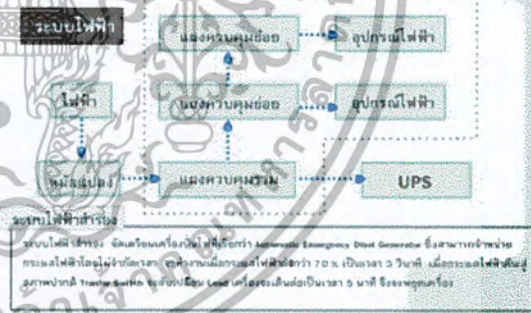 ระบบไฟฟ้า
แผงควบคุมย่อย อุปกรณ์ไฟฟ้า
ไฟฟ้า แผงควบคุมย่อย อุปกรณ์ไฟฟ้า
หม้อแปลง แผงควบคุมรวม UPS
ระบบไฟฟ้าสำรอง
ระบบไฟฟ้าสำรอง จัดเตรียมเครื่องปั่นไฟที่เรียกว่า Automatic Emergency Diesel Generator ซึ่งสามารถจ่าย
กระแสไฟฟ้าโดยไม่จำกัดเวลา จะทำงานเมื่อกระแสไฟฟ้าต่ำกว่า 70 % เป็นเวลา 3 วินาที เมื่อกระแสไฟฟ้าคืนสู่
สภาพปกติ Transfer Switch จะสับเปลี่ยน Load เครื่องจะเดินต่อเป็นเวลา 5 นาที จึงจะหยุดเครื่อง